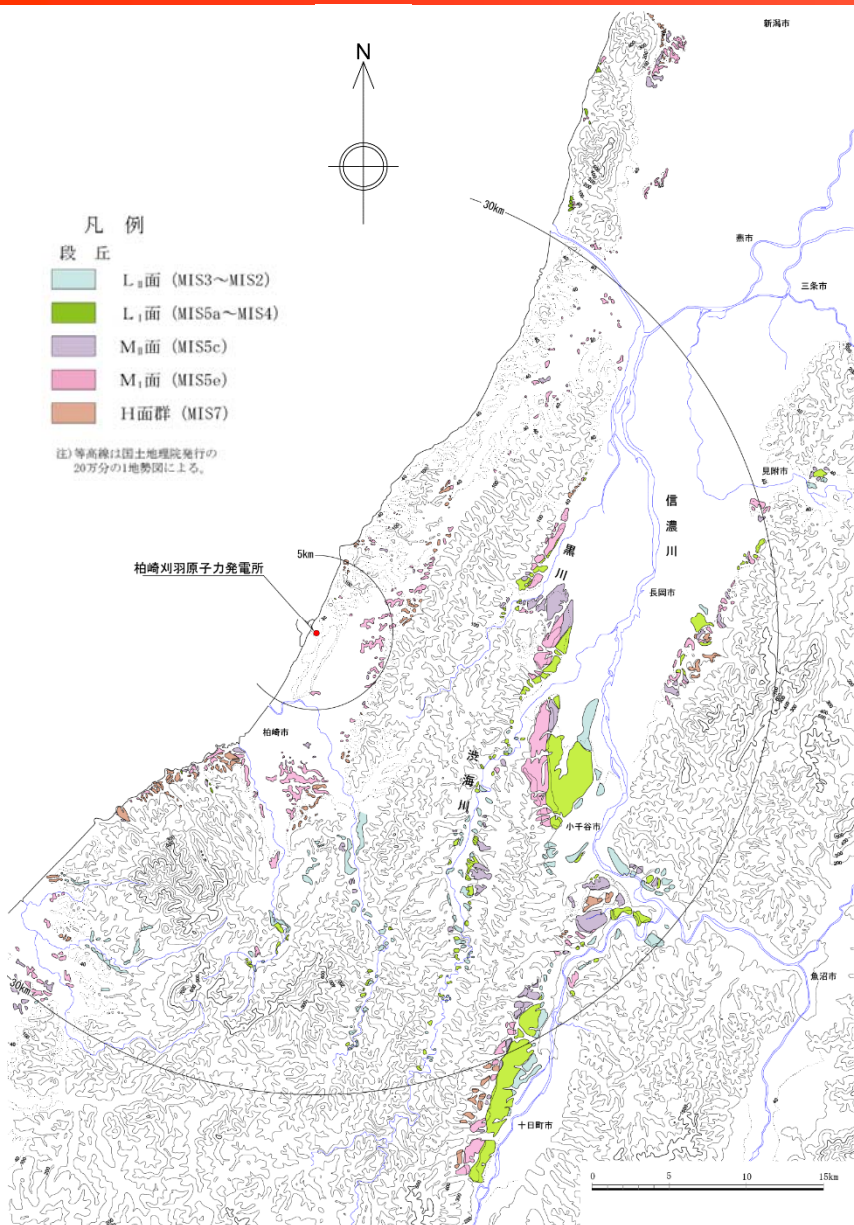 新潟市
N
30km
凡 例
段 丘
LⅡ面 (MIS3～MIS2)
LⅠ面 (MIS5a～MIS4)
MⅡ面 (MIS5c)
MⅠ面 (MIS5e)
H面群 (MIS7)
注)等高線は国土地理院発行の
20万分の1地勢図による。
燕市
三条市
見附市
信濃川
黒川
5km
柏崎刈羽原子力発電所
長岡市
柏崎市
渋海川
小千谷市
魚沼市
30km
十日町市
0 5 10 15km